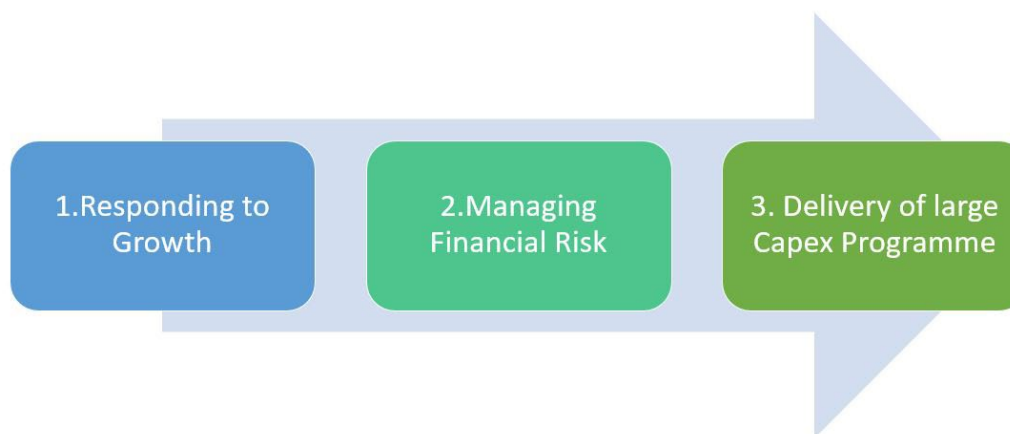 1.Responding to
Growth
2.Managing
Financial Risk
3. Delivery of large
Capex Programme